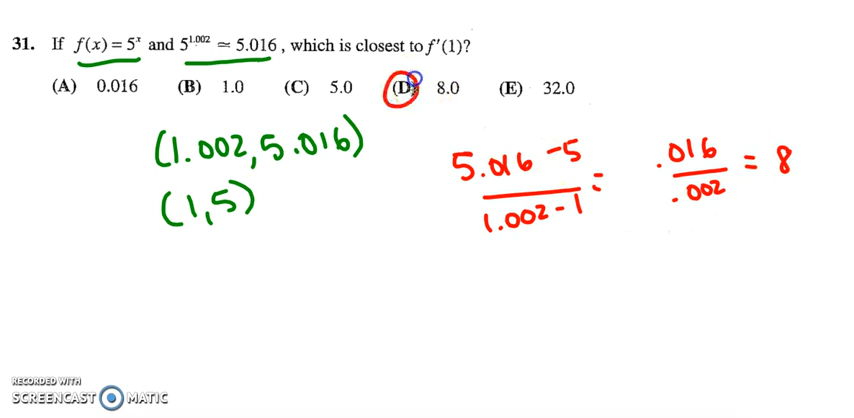 31. If f(x) = 5^x and 5^1.002 ≃ 5.016, which is closest to f'(1)?
(A) 0.016 (B) 1.0 (C) 5.0 (D) 8.0 (E) 32.0
(1.002, 5.016)
(1, 5)
5.016 - 5 / 1.002 - 1 = .016 / .002 = 8
RECORDED WITH
SCREENCAST MATIC